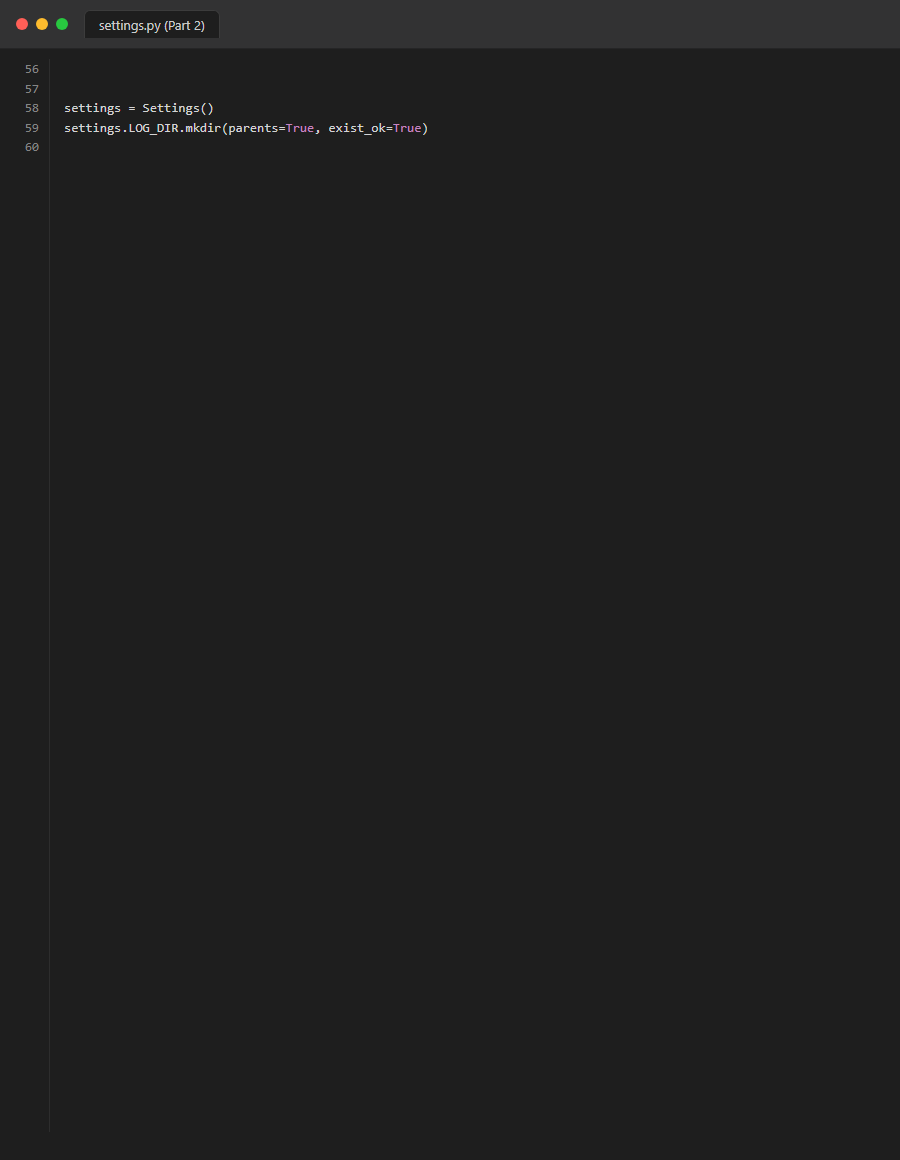 settings.py (Part 2)
56
57
58 settings = Settings()
59 settings.LOG_DIR.mkdir(parents=True, exist_ok=True)
60